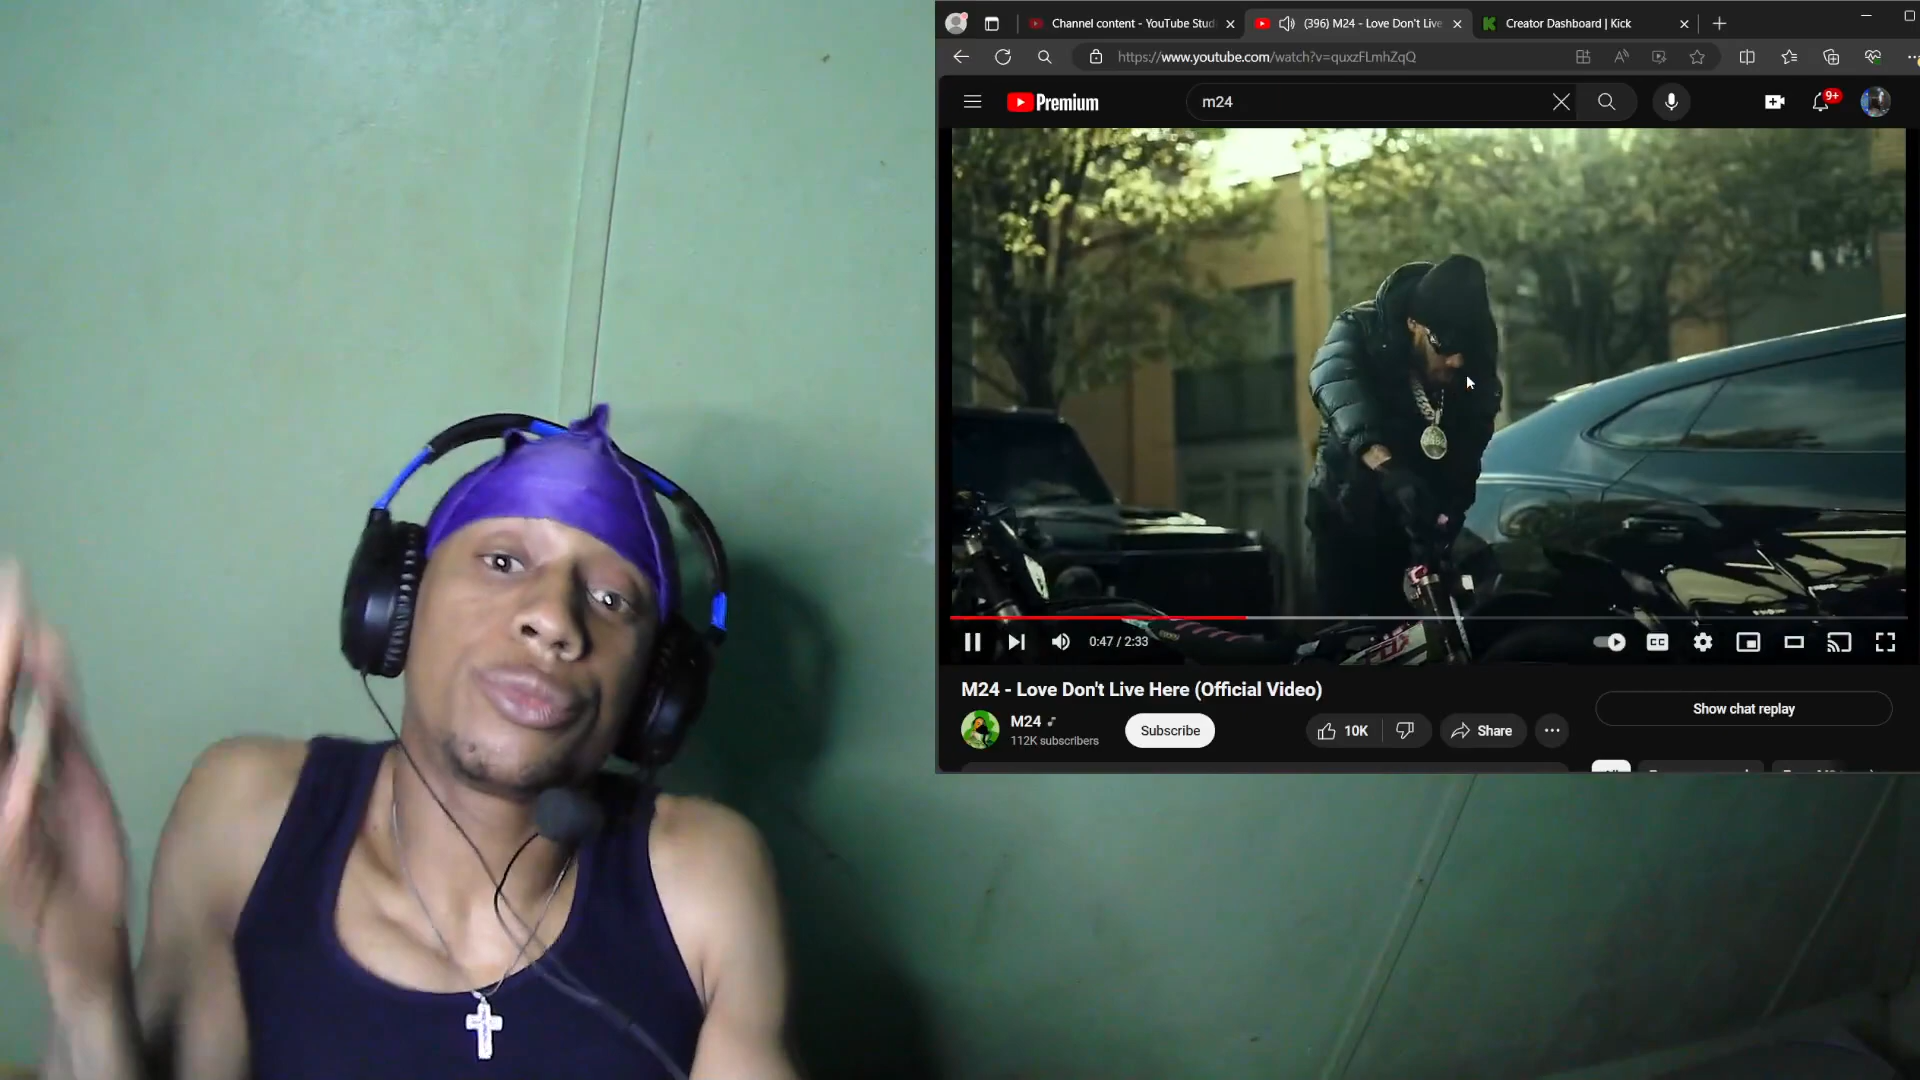 Channel content - YouTube Stud
(396) M24 - Love Don't Live
Creator Dashboard | Kick
https://www.youtube.com/watch?v=quxzFLmhZqQ
Premium
m24
9+
0:47 / 2:33
CC
M24 - Love Don't Live Here (Official Video)
Show chat replay
M24
112K subscribers
Subscribe
10K
Share